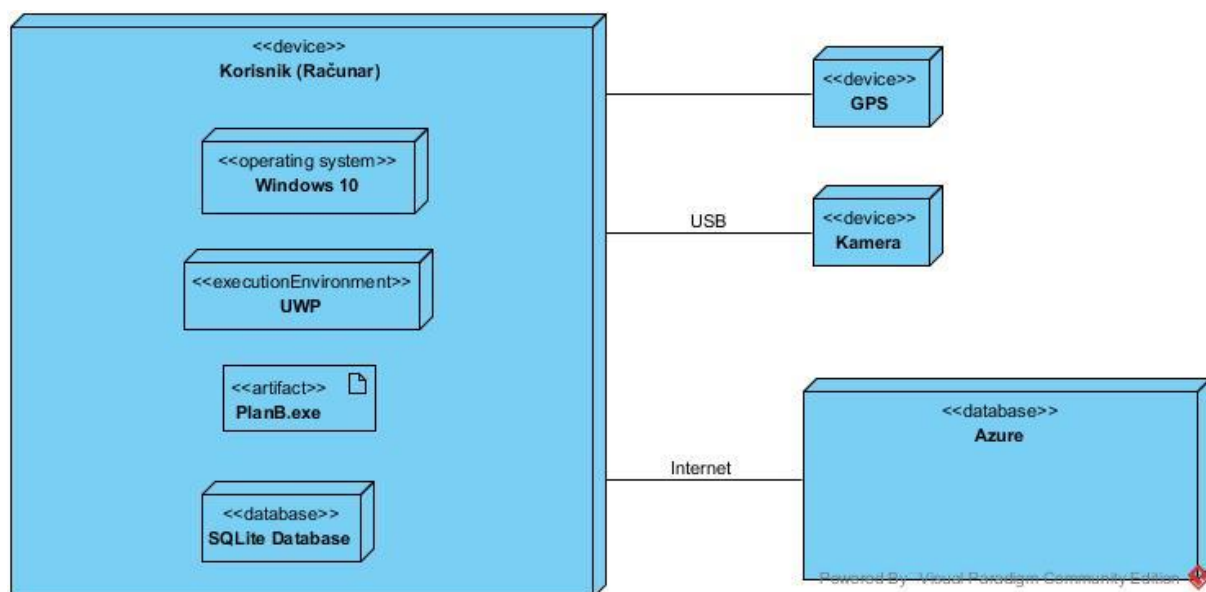 <<device>>
Korisnik (Računar)
<<operating system>>
Windows 10
<<executionEnvironment>>
UWP
<<artifact>>
PlanB.exe
<<database>>
SQLite Database
<<device>>
GPS
USB
<<device>>
Kamera
Internet
<<database>>
Azure
Powered By Visual Paradigm Community Edition